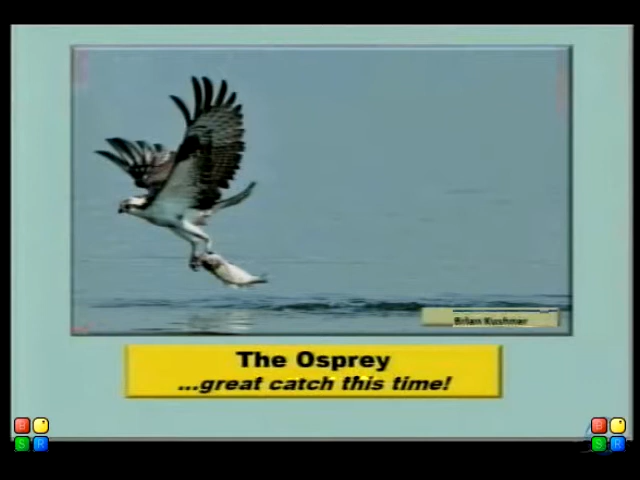 Brian Kushner
The Osprey
...great catch this time!
B
S R
B
S R